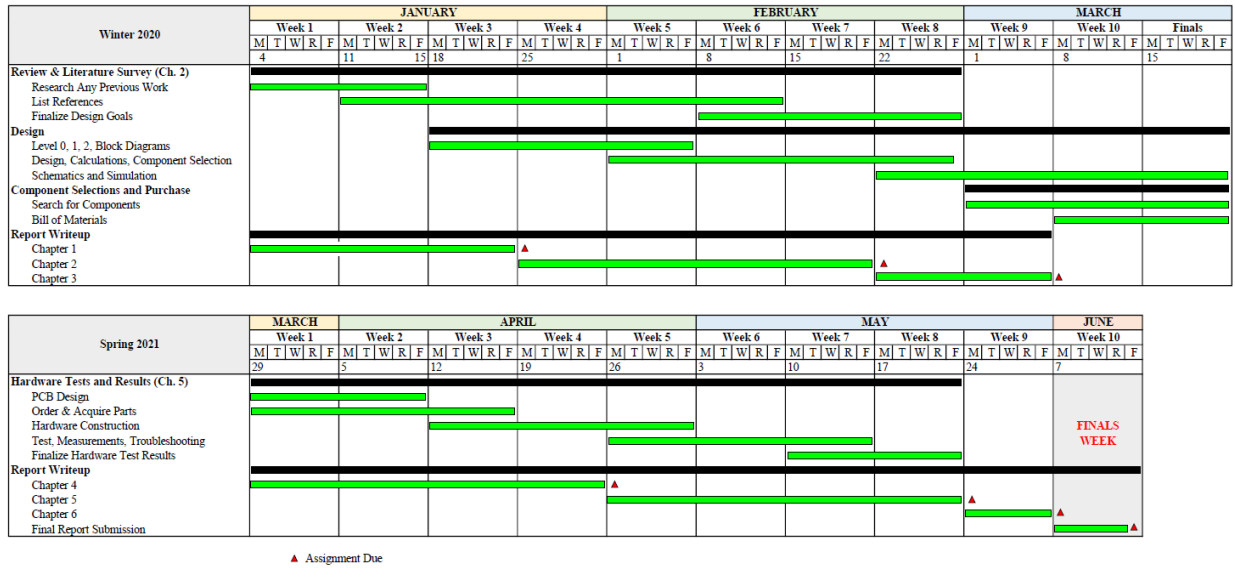 Winter 2020
JANUARY FEBRUARY MARCH
Week 1 Week 2 Week 3 Week 4 Week 5 Week 6 Week 7 Week 8 Week 9 Week 10 Finals
M T W R F M T W R F M T W R F M T W R F M T W R F M T W R F M T W R F M T W R F M T W R F M T W R F M T W R F
4 11 15 18 25 1 8 15 22 1 8 15
Review & Literature Survey (Ch. 2)
Research Any Previous Work
List References
Finalize Design Goals
Design
Level 0, 1, 2, Block Diagrams
Design, Calculations, Component Selection
Schematics and Simulation
Component Selections and Purchase
Search for Components
Bill of Materials
Report Writeup
Chapter 1
Chapter 2
Chapter 3
Spring 2021
MARCH APRIL MAY JUNE
Week 1 Week 2 Week 3 Week 4 Week 5 Week 6 Week 7 Week 8 Week 9 Week 10
M T W R F M T W R F M T W R F M T W R F M T W R F M T W R F M T W R F M T W R F M T W R F M T W R F
29 5 12 19 26 3 10 17 24 7
Hardware Tests and Results (Ch. 5)
PCB Design
Order & Acquire Parts
Hardware Construction
Test, Measurements, Troubleshooting
Finalize Hardware Test Results
FINALS
WEEK
Report Writeup
Chapter 4
Chapter 5
Chapter 6
Final Report Submission
Assignment Due